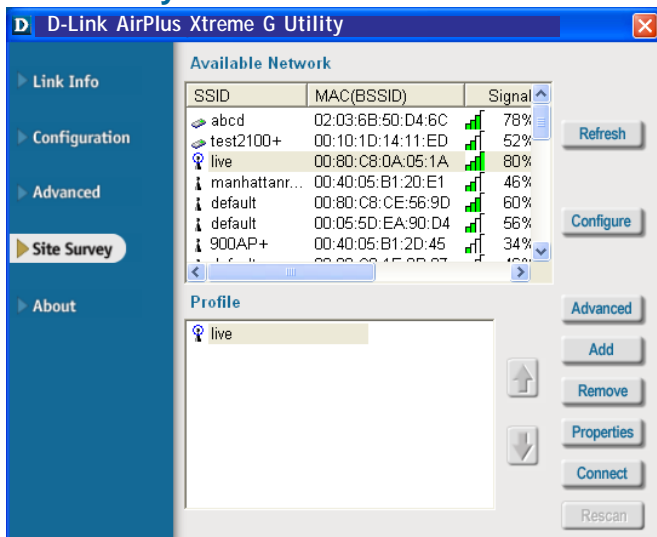 D D-Link AirPlus Xtreme G Utility
Link Info
Configuration
Advanced
Site Survey
About
Available Network
SSID MAC(BSSID) Signal
abcd 02:03:6B:50:D4:6C 78%
test2100+ 00:10:1D:14:11:ED 52%
live 00:80:C8:0A:05:1A 80%
manhattanr... 00:40:05:B1:20:E1 46%
default 00:80:C8:CE:56:9D 60%
default 00:05:5D:EA:90:D4 56%
900AP+ 00:40:05:B1:2D:45 34%
Refresh
Configure
Profile
live
Advanced
Add
Remove
Properties
Connect
Rescan